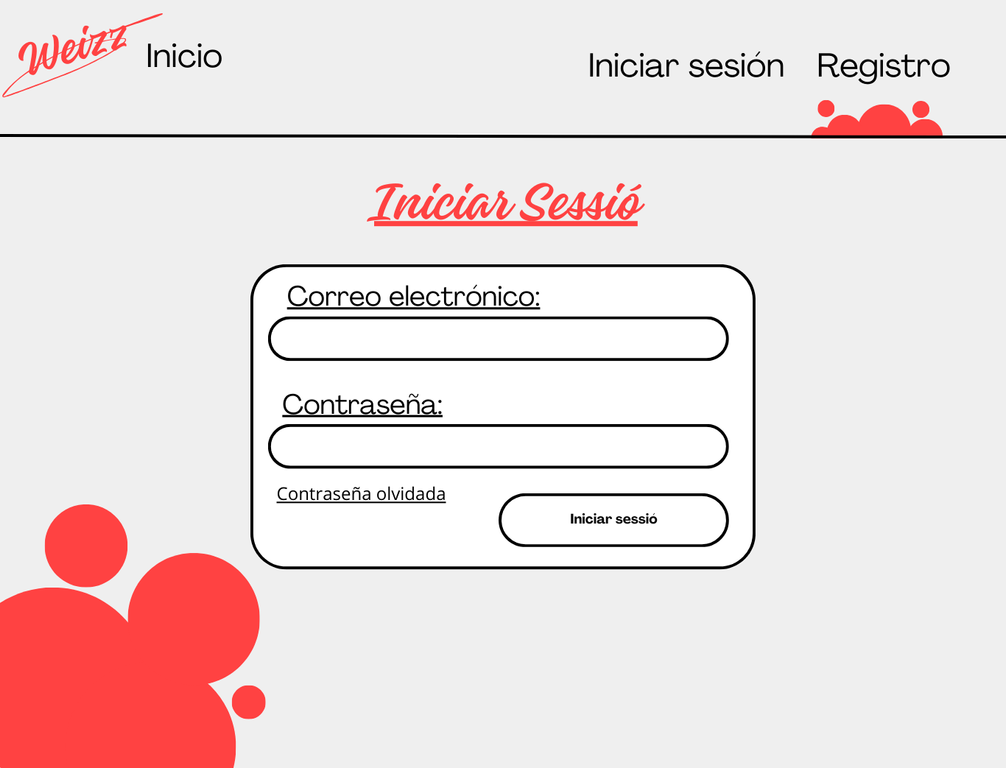 Weizz
Inicio
Iniciar sesión
Registro
Iniciar Sessió
Correo electrónico:
Contraseña:
Contraseña olvidada
Iniciar sessió